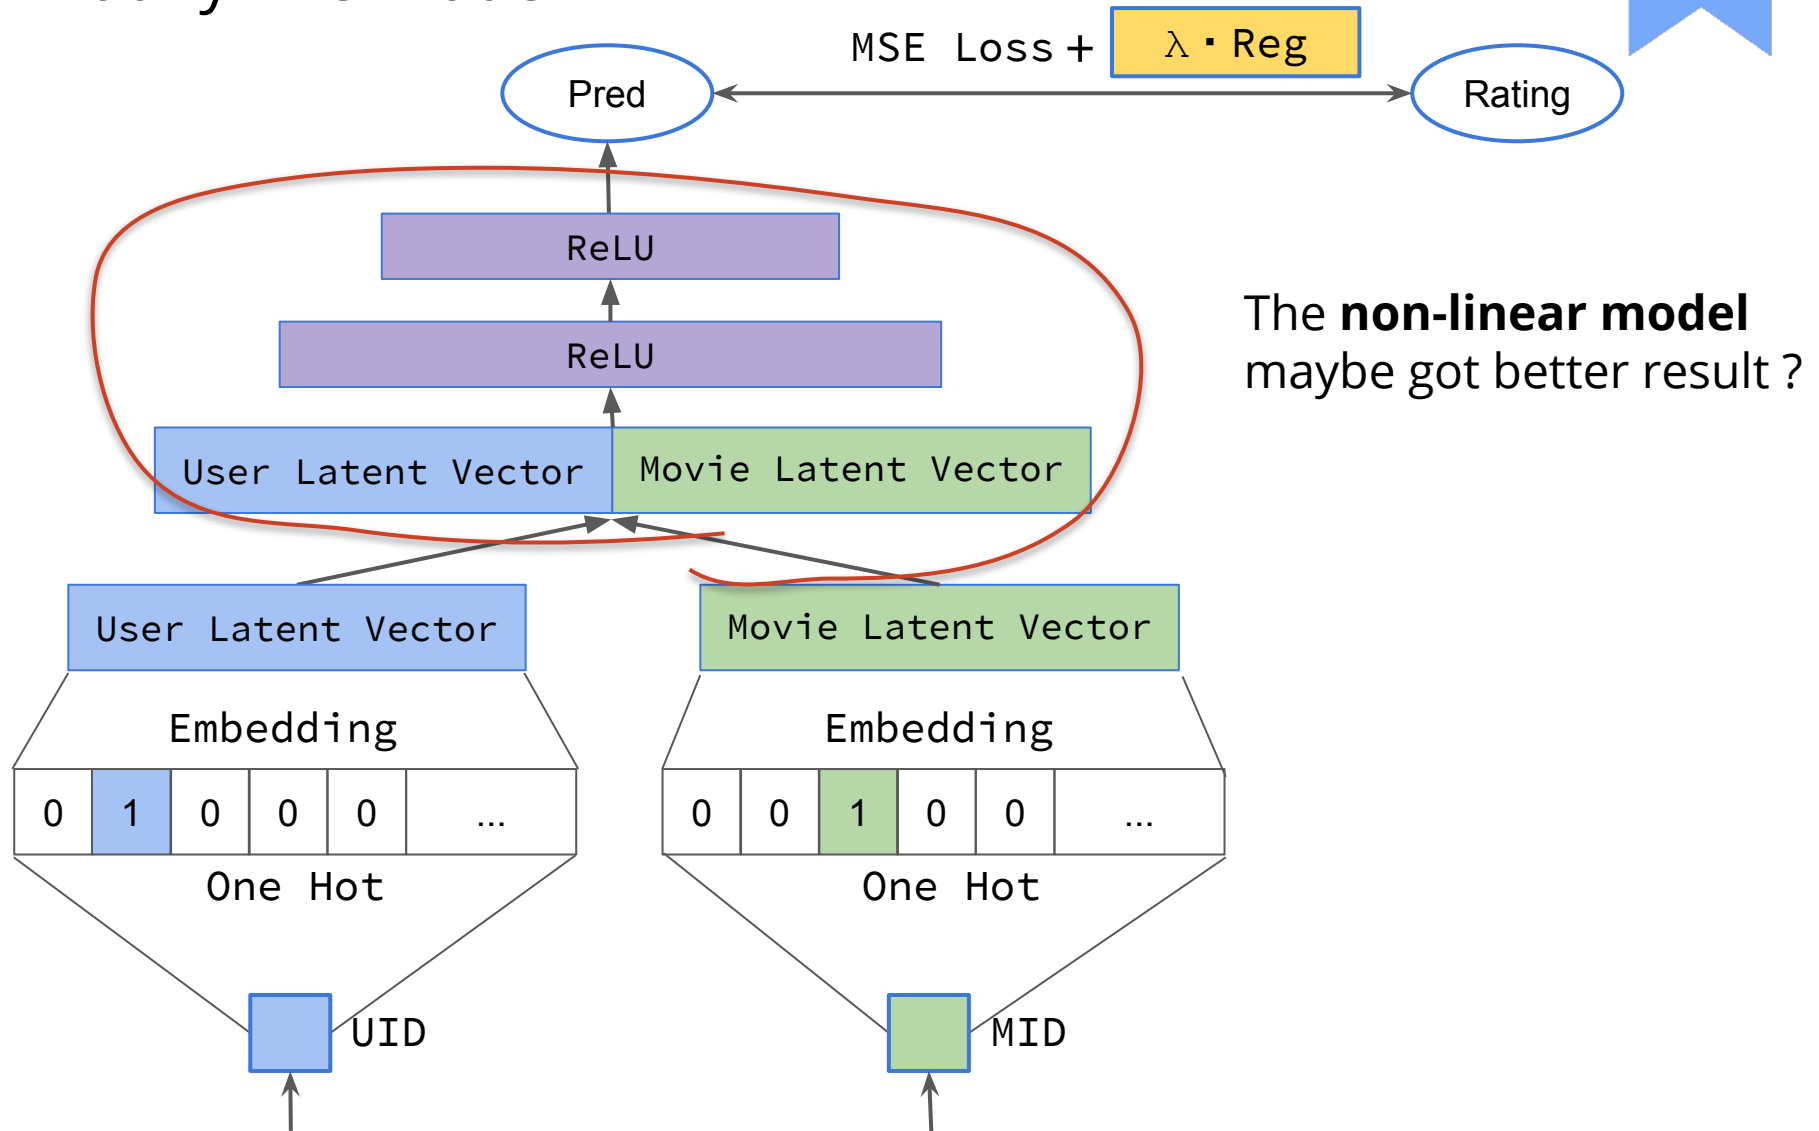 MSE Loss + λ · Reg
Pred
Rating
ReLU
ReLU
The non-linear model
maybe got better result ?
User Latent Vector
Movie Latent Vector
User Latent Vector
Movie Latent Vector
Embedding
Embedding
0 1 0 0 0 ...
0 0 1 0 0 ...
One Hot
One Hot
UID
MID